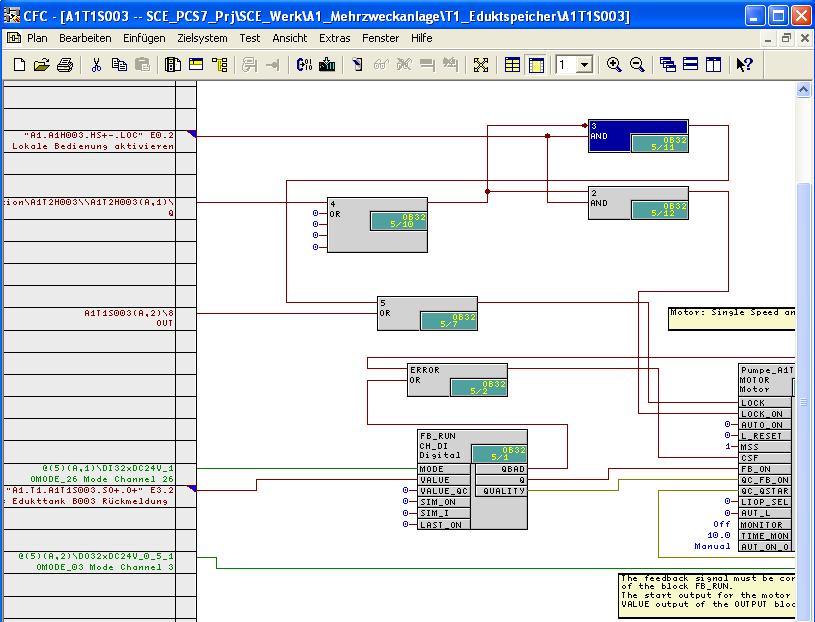 CFC - [A1T1S003 -- SCE_PCS7_Prj\SCE_Werk\A1_Mehrzweckanlage\T1_Eduktspeicher\A1T1S003]
Plan Bearbeiten Einfügen Zielsystem Test Ansicht Extras Fenster Hilfe
1
"A1.A1H003.HS+-.LOC" E0.2
Lokale Bedienung aktivieren
tion\A1T2H003\\A1T2H003(A,1)\
Q
A1T1S003(A,2)\8
OUT
@(5)(A,1)\DI32xDC24V_1
OMODE_26 Mode Channel 26
"A1.T1.A1T1S003.SO+.O+" E3.2
: Edukttank B003 Rückmeldung
@(5)(A,2)\DO32xDC24V_0_5_1
OMODE_03 Mode Channel 3
3
AND
OB32
5/11
2
AND
OB32
5/12
4
OR
OB32
5/10
0
0
0
0
5
OR
OB32
5/7
ERROR
OR
OB32
5/2
FB_RUN
CH_DI
Digital
OB32
5/1
MODE QBAD
VALUE Q
0 VALUE_QC QUALITY
0 SIM_ON
0 SIM_I
0 LAST_ON
Motor: Single Speed an
Pumpe_A1T
MOTOR
Motor
LOCK
LOCK_ON
0 AUTO_ON
0 L_RESET
1 MSS
CSF
FB_ON
QC_FB_ON
QC_QSTAR
0 LIOP_SEL
0 AUT_L
Off MONITOR
10.0 TIME_MON
Manual AUT_ON_O
The feedback signal must be cor
of the block FB_RUN.
The start output for the motor
VALUE output of the OUTPUT bloc